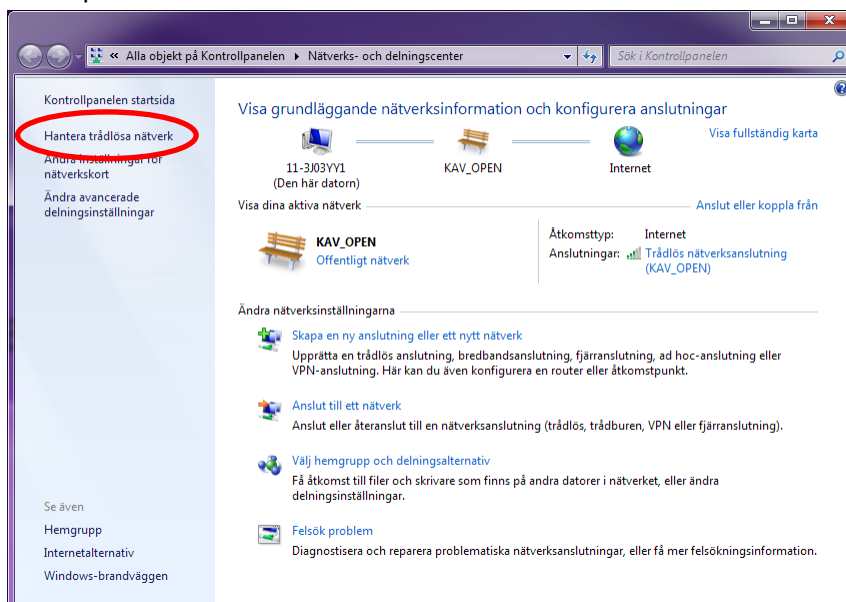 « Alla objekt på Kontrollpanelen ▸ Nätverks- och delningscenter
Sök i Kontrollpanelen
Kontrollpanelen startsida
Hantera trådlösa nätverk
Ändra inställningar för
nätverkskort
Ändra avancerade
delningsinställningar
Se även
Hemgrupp
Internetalternativ
Windows-brandväggen
Visa grundläggande nätverksinformation och konfigurera anslutningar
Visa fullständig karta
11-3J03YY1
(Den här datorn)
KAV_OPEN
Internet
Visa dina aktiva nätverk
Anslut eller koppla från
KAV_OPEN
Offentligt nätverk
Åtkomsttyp: Internet
Anslutningar: Trådlös nätverksanslutning
(KAV_OPEN)
Ändra nätverksinställningarna
Skapa en ny anslutning eller ett nytt nätverk
Upprätta en trådlös anslutning, bredbandsanslutning, fjärranslutning, ad hoc-anslutning eller
VPN-anslutning. Här kan du även konfigurera en router eller åtkomstpunkt.
Anslut till ett nätverk
Anslut eller återanslut till en nätverksanslutning (trådlös, trådburen, VPN eller fjärranslutning).
Välj hemgrupp och delningsalternativ
Få åtkomst till filer och skrivare som finns på andra datorer i nätverket, eller ändra
delningsinställningar.
Felsök problem
Diagnostisera och reparera problematiska nätverksanslutningar, eller få mer felsökningsinformation.